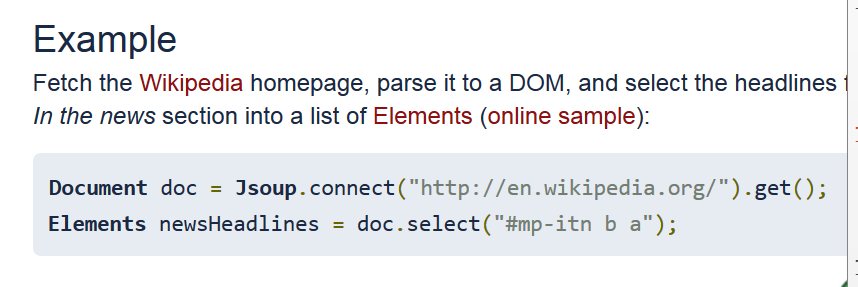 Example
Fetch the Wikipedia homepage, parse it to a DOM, and select the headlines
In the news section into a list of Elements (online sample):
Document doc = Jsoup.connect("http://en.wikipedia.org/").get();
Elements newsHeadlines = doc.select("#mp-itn b a");